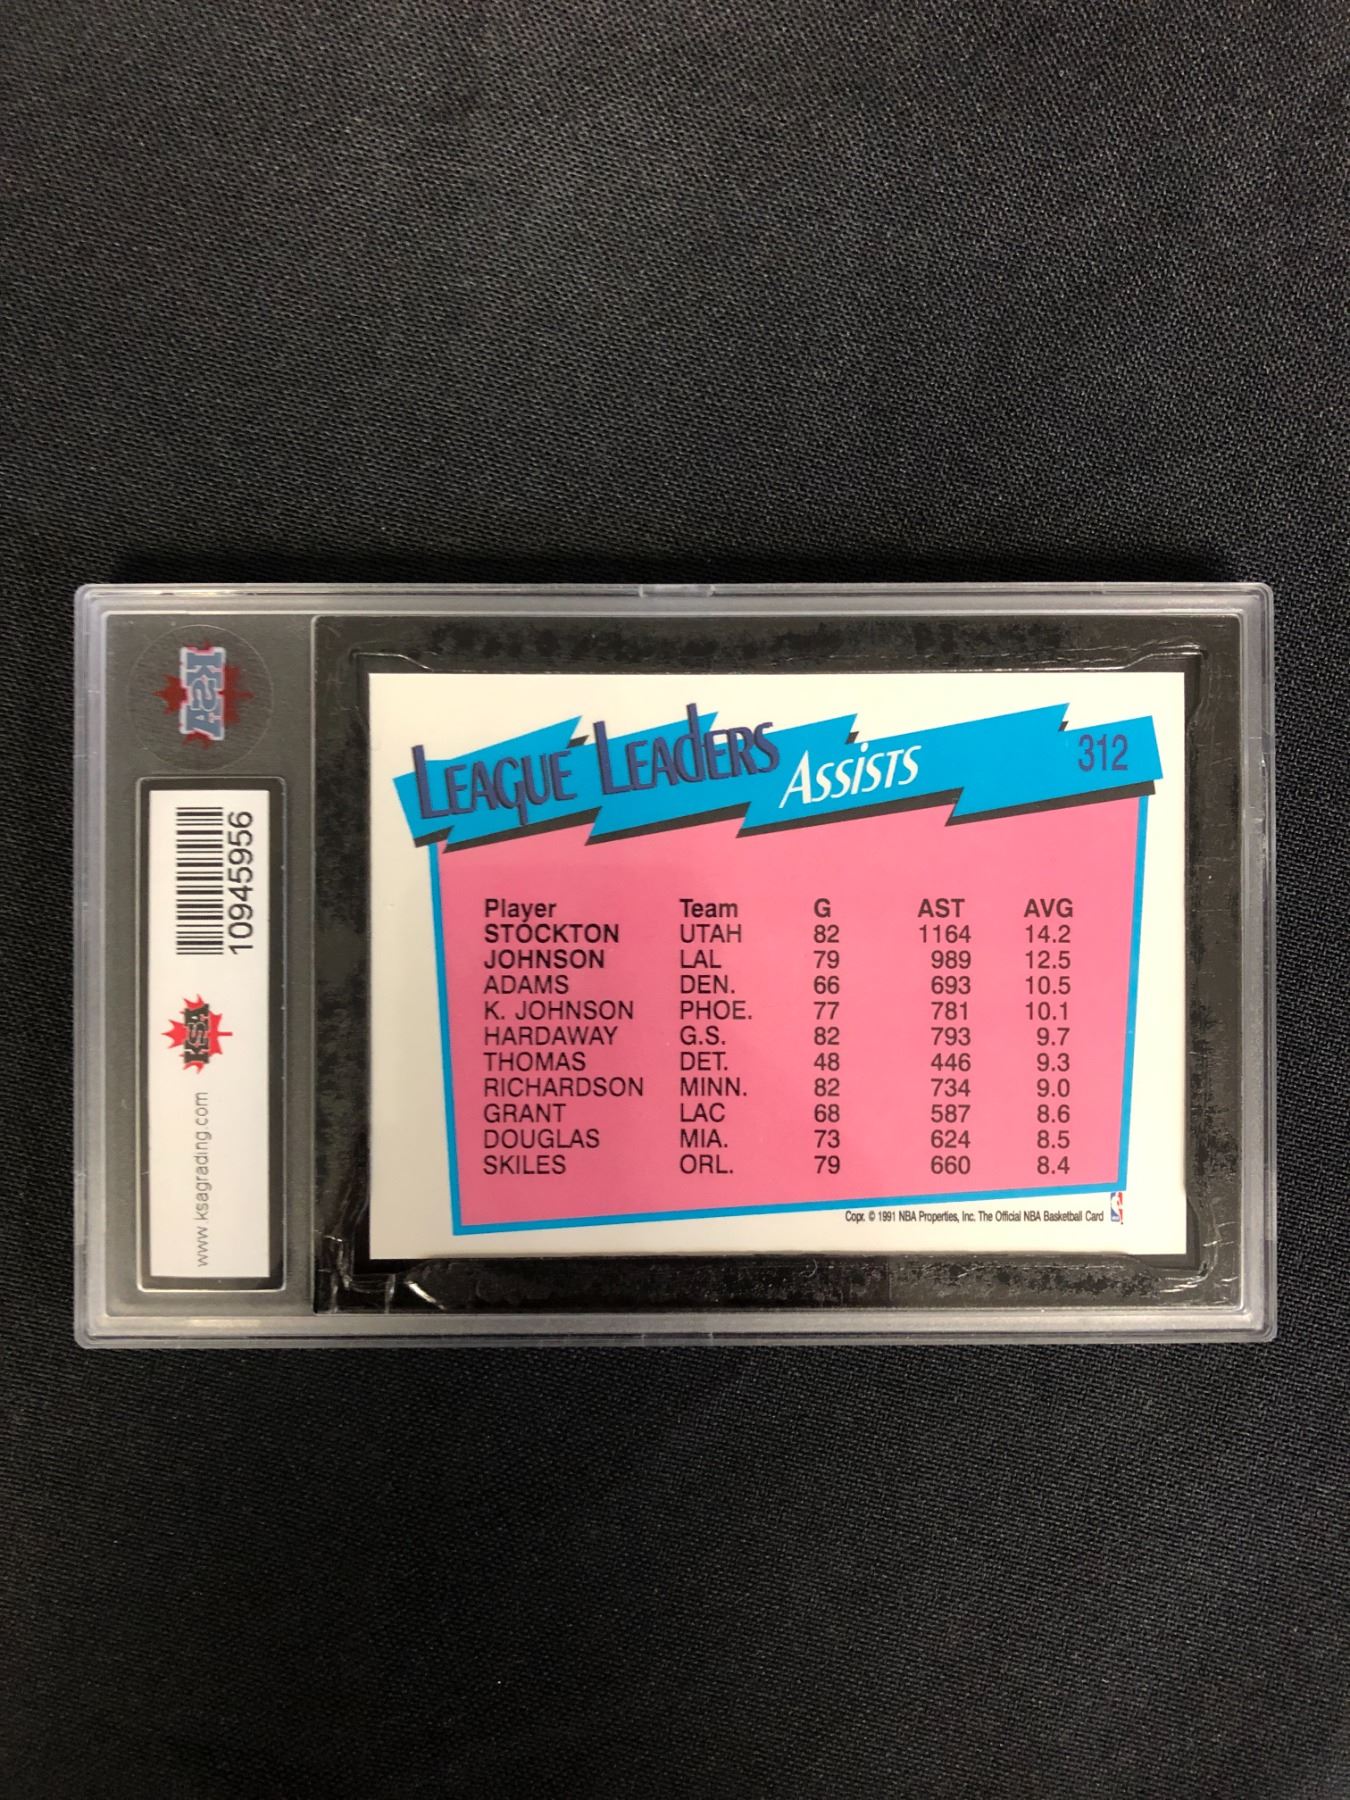 KSA
10945956
KSA
www.ksagrading.com
LEAGUE LEADERS ASSISTS 312
Player Team G AST AVG
STOCKTON UTAH 82 1164 14.2
JOHNSON LAL 79 989 12.5
ADAMS DEN. 66 693 10.5
K. JOHNSON PHOE. 77 781 10.1
HARDAWAY G.S. 82 793 9.7
THOMAS DET. 48 446 9.3
RICHARDSON MINN. 82 734 9.0
GRANT LAC 68 587 8.6
DOUGLAS MIA. 73 624 8.5
SKILES ORL. 79 660 8.4
Copr. © 1991 NBA Properties, Inc. The Official NBA Basketball Card